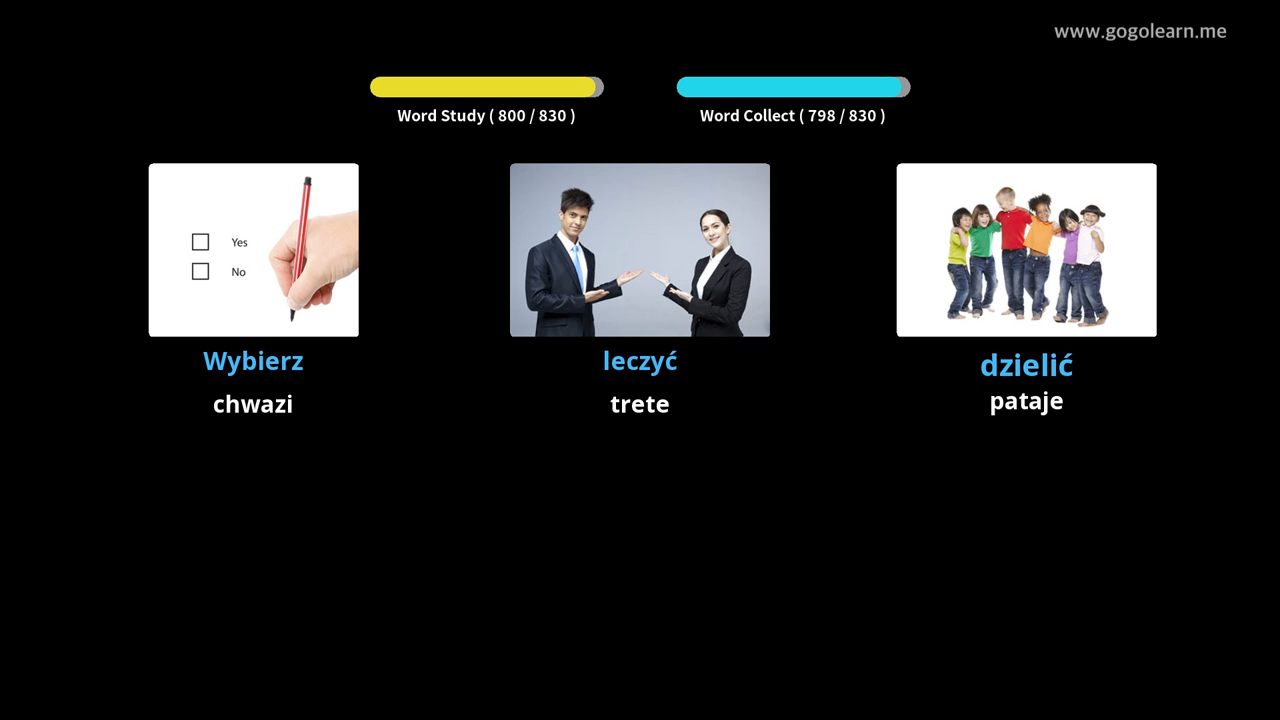 www.gogolearn.me
Word Study ( 800 / 830 )
Word Collect ( 798 / 830 )
Yes
No
Wybierz
leczyć
dzielić
chwazi
trete
pataje